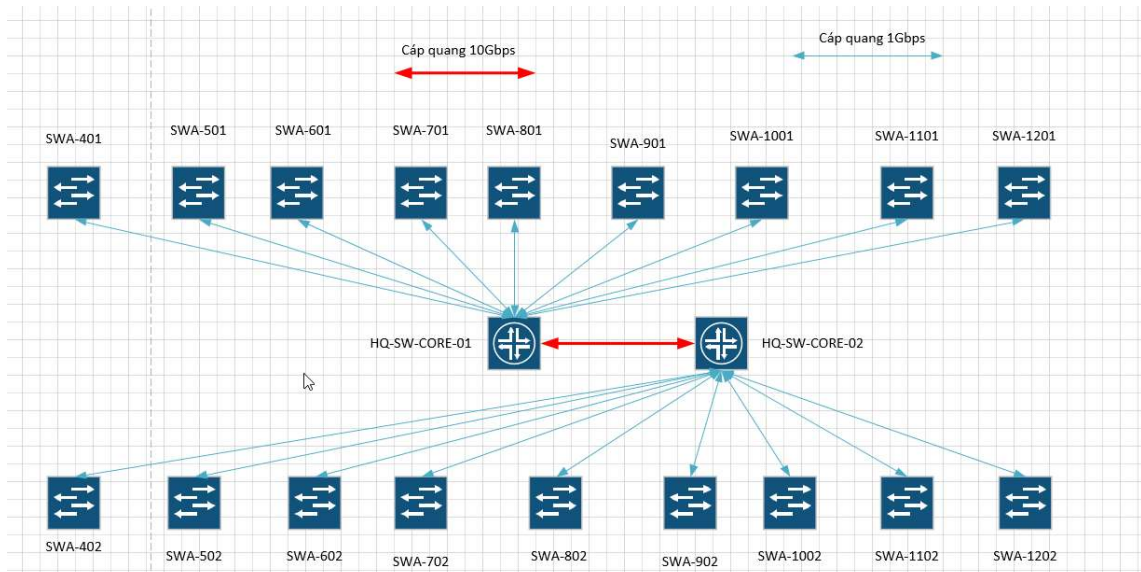 Cáp quang 10Gbps
Cáp quang 1Gbps
SWA-401
SWA-501
SWA-601
SWA-701
SWA-801
SWA-901
SWA-1001
SWA-1101
SWA-1201
HQ-SW-CORE-01
HQ-SW-CORE-02
SWA-402
SWA-502
SWA-602
SWA-702
SWA-802
SWA-902
SWA-1002
SWA-1102
SWA-1202